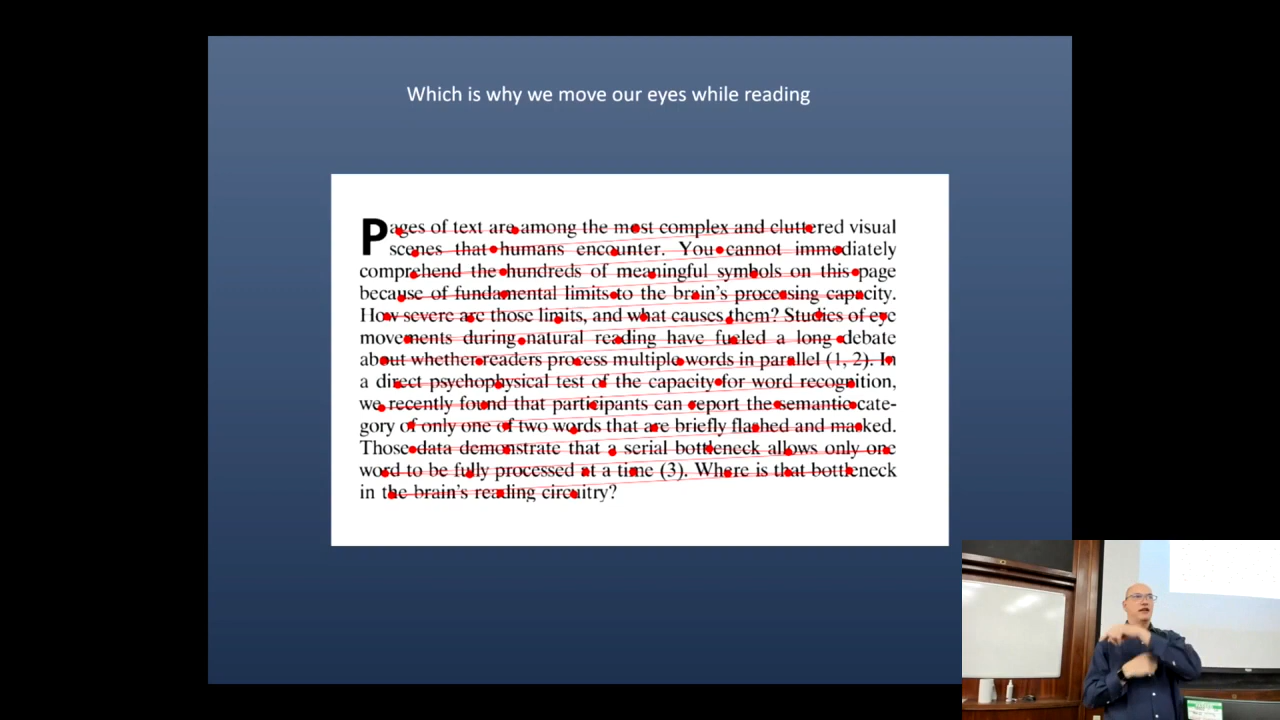 Which is why we move our eyes while reading
Pages of text are among the most complex and cluttered visual
scenes that humans encounter. You cannot immediately
comprehend the hundreds of meaningful symbols on this page
because of fundamental limits to the brain's processing capacity.
How severe are those limits, and what causes them? Studies of eye
movements during natural reading have fueled a long debate
about whether readers process multiple words in parallel (1, 2). In
a direct psychophysical test of the capacity for word recognition,
we recently found that participants can report the semantic cate-
gory of only one of two words that are briefly flashed and marked.
Those data demonstrate that a serial bottleneck allows only one
word to be fully processed at a time (3). Where is that bottleneck
in the brain's reading circuitry?